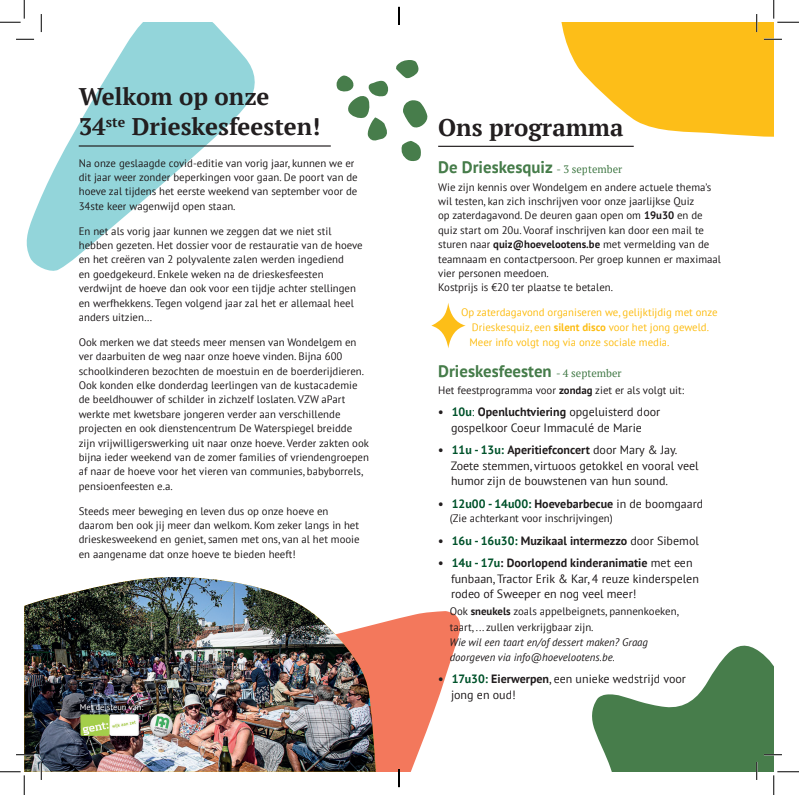 Welkom op onze
34ste Drieskesfeesten!
Na onze geslaagde covid-editie van vorig jaar, kunnen we er
dit jaar weer zonder beperkingen voor gaan. De poort van de
hoeve zal tijdens het eerste weekend van september voor de
34ste keer wagenwijd open staan.
En net als vorig jaar kunnen we zeggen dat we niet stil
hebben gezeten. Het dossier voor de restauratie van de hoeve
en het creëren van 2 polyvalente zalen werden ingediend
en goedgekeurd. Enkele weken na de drieskesfeesten
verdwijnt de hoeve dan ook voor een tijdje achter stellingen
en werfhekkens. Tegen volgend jaar zal het er allemaal heel
anders uitzien...
Ook merken we dat steeds meer mensen van Wondelgem en
ver daarbuiten de weg naar onze hoeve vinden. Bijna 600
schoolkinderen bezochten de moestuin en de boerderijdieren.
Ook konden elke donderdag leerlingen van de kustacademie
de beeldhouwer of schilder in zichzelf loslaten. VZW aPart
werkte met kwetsbare jongeren verder aan verschillende
projecten en ook dienstencentrum De Waterspiegel breidde
zijn vrijwilligerswerking uit naar onze hoeve. Verder zakten ook
bijna ieder weekend van de zomer families of vriendengroepen
af naar de hoeve voor het vieren van communies, babyborrels,
pensioenfeesten e.a.
Steeds meer beweging en leven dus op onze hoeve en
daarom ben ook jij meer dan welkom. Kom zeker langs in het
drieskesweekend en geniet, samen met ons, van al het mooie
en aangename dat onze hoeve te bieden heeft!
Met de steun van:
gent:
Ons programma
De Drieskesquiz - 3 september
Wie zijn kennis over Wondelgem en andere actuele thema's
wil testen, kan zich inschrijven voor onze jaarlijkse Quiz
op zaterdagavond. De deuren gaan open om 19u30 en de
quiz start om 20u. Vooraf inschrijven kan door een mail te
sturen naar quiz@hoevelootens.be met vermelding van de
teamnaam en contactpersoon. Per groep kunnen er maximaal
vier personen meedoen.
Kostprijs is €20 ter plaatse te betalen.
Op zaterdagavond organiseren we, gelijktijdig met onze
Drieskesquiz, een silent disco voor het jong geweld.
Meer info volgt nog via onze sociale media.
Drieskesfeesten - 4 september
Het feestprogramma voor zondag ziet er als volgt uit:
• 10u: Openluchtviering opgeluisterd door
gospelkoor Coeur Immaculé de Marie
• 11u - 13u: Aperitiefconcert door Mary & Jay.
Zoete stemmen, virtuoos getokkel en vooral veel
humor zijn de bouwstenen van hun sound.
• 12u00 - 14u00: Hoevebarbecue in de boomgaard
(Zie achterkant voor inschrijvingen)
• 16u - 16u30: Muzikaal intermezzo door Sibemol
• 14u - 17u: Doorlopend kinderanimatie met een
funbaan, Tractor Erik & Kar, 4 reuze kinderspelen
rodeo of Sweeper en nog veel meer!
Ook sneukels zoals appelbeignets, pannenkoeken,
taart, ... zullen verkrijgbaar zijn.
Wie wil een taart en/of dessert maken? Graag
doorgeven via info@hoevelootens.be.
• 17u30: Eierwerpen, een unieke wedstrijd voor
jong en oud!